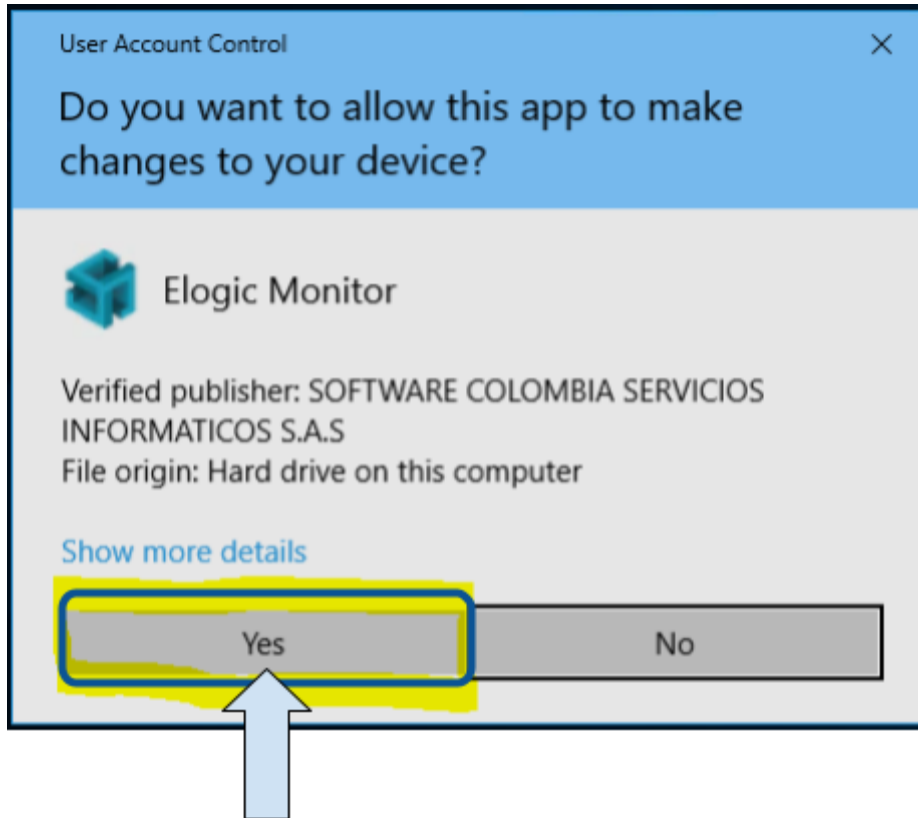 User Account Control
Do you want to allow this app to make
changes to your device?
Elogic Monitor
Verified publisher: SOFTWARE COLOMBIA SERVICIOS
INFORMATICOS S.A.S
File origin: Hard drive on this computer
Show more details
Yes
No